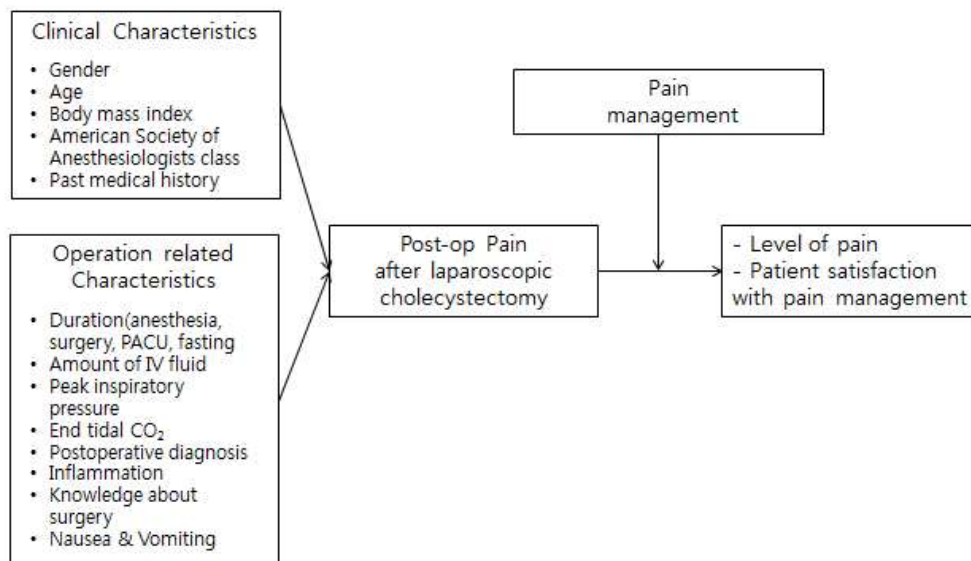 Clinical Characteristics
• Gender
• Age
• Body mass index
• American Society of
Anesthesiologists class
• Past medical history
Pain
management
Operation related
Characteristics
• Duration(anesthesia,
surgery, PACU, fasting
• Amount of IV fluid
• Peak inspiratory
pressure
• End tidal CO₂
• Postoperative diagnosis
• Inflammation
• Knowledge about
surgery
• Nausea & Vomiting
Post-op Pain
after laparoscopic
cholecystectomy
- Level of pain
- Patient satisfaction
with pain management